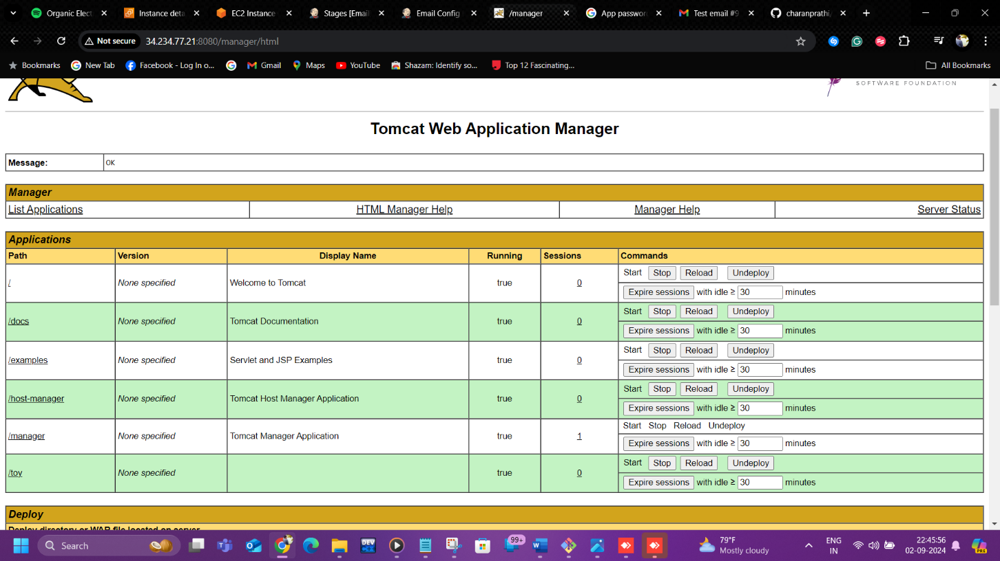 Organic Elect
Instance deta
EC2 Instance
Stages [Email
Email Config
/manager
App passwor
Test email #9
charanprathi/
Not secure 34.234.77.21:8080/manager/html
Bookmarks New Tab Facebook - Log In o... Gmail Maps YouTube Shazam: Identify so... Top 12 Fascinating... All Bookmarks
SOFTWARE FOUNDATION
Tomcat Web Application Manager
Message: OK
Manager
List Applications HTML Manager Help Manager Help Server Status
Applications
Path Version Display Name Running Sessions Commands
/ None specified Welcome to Tomcat true 0 Start Stop Reload Undeploy
Expire sessions with idle ≥ 30 minutes
/docs None specified Tomcat Documentation true 0 Start Stop Reload Undeploy
Expire sessions with idle ≥ 30 minutes
/examples None specified Servlet and JSP Examples true 0 Start Stop Reload Undeploy
Expire sessions with idle ≥ 30 minutes
/host-manager None specified Tomcat Host Manager Application true 0 Start Stop Reload Undeploy
Expire sessions with idle ≥ 30 minutes
/manager None specified Tomcat Manager Application true 1 Start Stop Reload Undeploy
Expire sessions with idle ≥ 30 minutes
/toy None specified true 0 Start Stop Reload Undeploy
Expire sessions with idle ≥ 30 minutes
Deploy
Deploy directory or WAR file located on server
Search
DEV
99+
79°F
Mostly cloudy
ENG
IN
22:45:56
02-09-2024
PRE